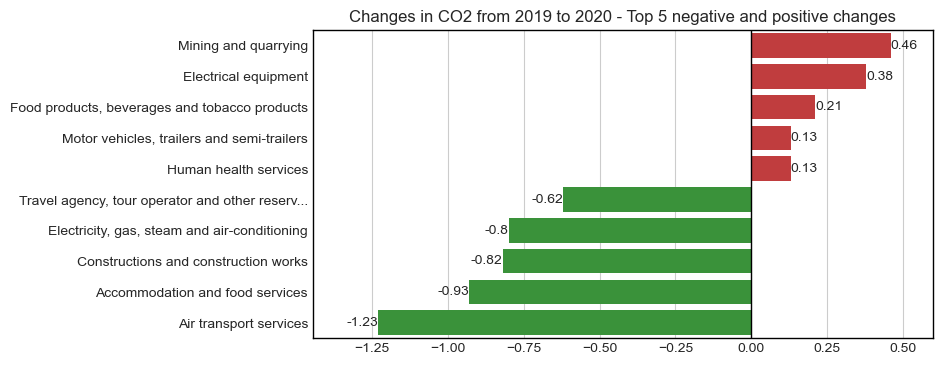 Changes in CO2 from 2019 to 2020 - Top 5 negative and positive changes
Mining and quarrying 0.46
Electrical equipment 0.38
Food products, beverages and tobacco products 0.21
Motor vehicles, trailers and semi-trailers 0.13
Human health services 0.13
Travel agency, tour operator and other reserv... -0.62
Electricity, gas, steam and air-conditioning -0.8
Constructions and construction works -0.82
Accommodation and food services -0.93
Air transport services -1.23
−1.25 −1.00 −0.75 −0.50 −0.25 0.00 0.25 0.50